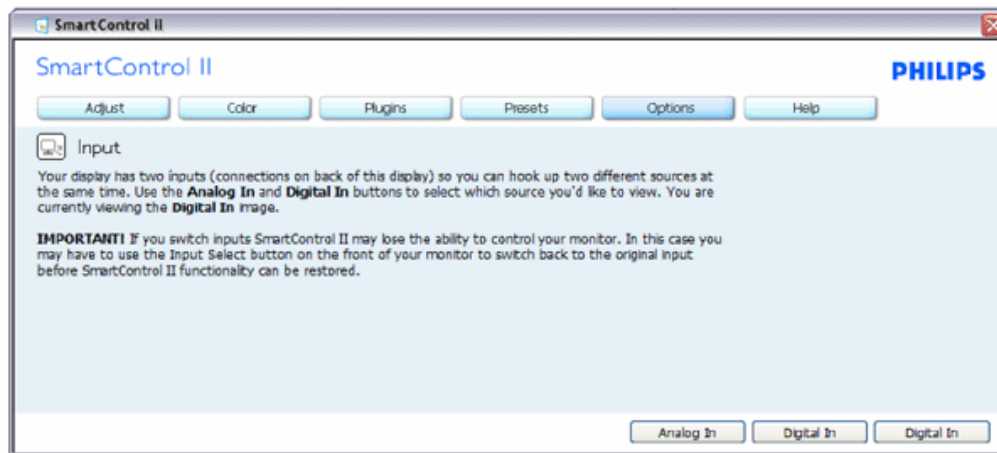 SmartControl II
SmartControl II
PHILIPS
Adjust Color Plugins Presets Options Help
Input
Your display has two inputs (connections on back of this display) so you can hook up two different sources at
the same time. Use the Analog In and Digital In buttons to select which source you'd like to view. You are
currently viewing the Digital In image.
IMPORTANT! If you switch inputs SmartControl II may lose the ability to control your monitor. In this case you
may have to use the Input Select button on the front of your monitor to switch back to the original input
before SmartControl II functionality can be restored.
Analog In Digital In Digital In